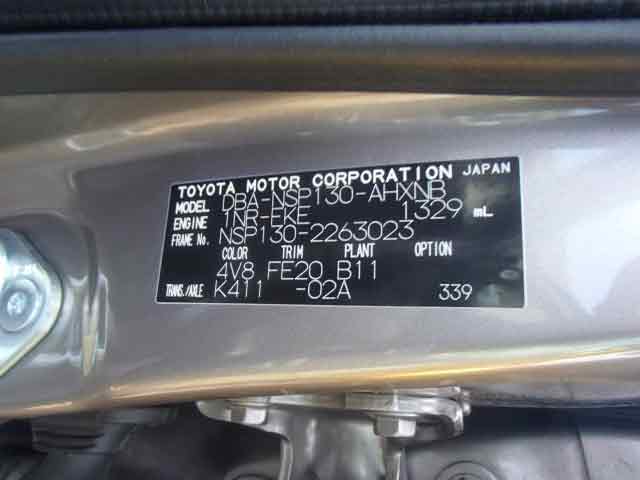 TOYOTA MOTOR CORPORATION JAPAN
MODEL DBA-NSP130-AHXNB
ENGINE 1NR-FKE 1329 mL
FRAME No. NSP130-2263023
COLOR TRIM PLANT OPTION
4V8 FE20 B11
TRANS./AXLE K411 -02A 339